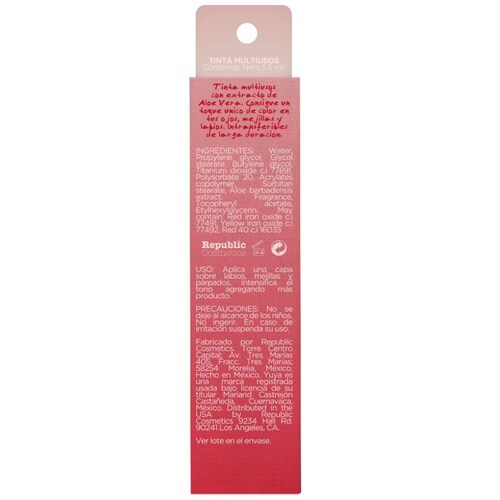 TINTA MULTIUSOS
Contenido Neto 5.5 ml
Tinta multiusos
con extracto de
Aloe Vera. Consigue un
toque único de color en
tus ojos, mejillas y
labios. Intransferibles
de larga duración.
INGREDIENTES: Water,
Propylene glycol, Glycol
stearate, Butylene glycol,
Titanium dioxide c.i 77891,
Polysorbate 20, Acrylates
copolymer, Sorbitan
stearate, Aloe barbadensis
extract, Fragrance,
Tocopheryl acetate,
Etylhexylglycerin. May
contain: Red iron oxide c.i
77491, Yellow iron oxide c.i
77492, Red 40 c.i 16035
Republic
Cosmetics
USO: Aplica una capa
sobre labios, mejillas y
párpados, intensifica el
tono agregando más
producto.
PRECAUCIONES: No se
deje al alcance de los niños.
No ingerir. En caso de
irritación suspenda su uso.
Fabricado por Republic
Cosmetics. Torre Centro
Capital; Av. Tres Marías
405, Fracc. Tres Marías;
58254 Morelia, México.
Hecho en México. Yuya es
una marca registrada
usada bajo licencia de su
titular Mariand Castrejón
Castañeda, Cuernavaca,
México. Distributed in the
USA by Republic
Cosmetics 9234 Hall Rd.
90241 Los Angeles, CA.
Ver lote en el envase.